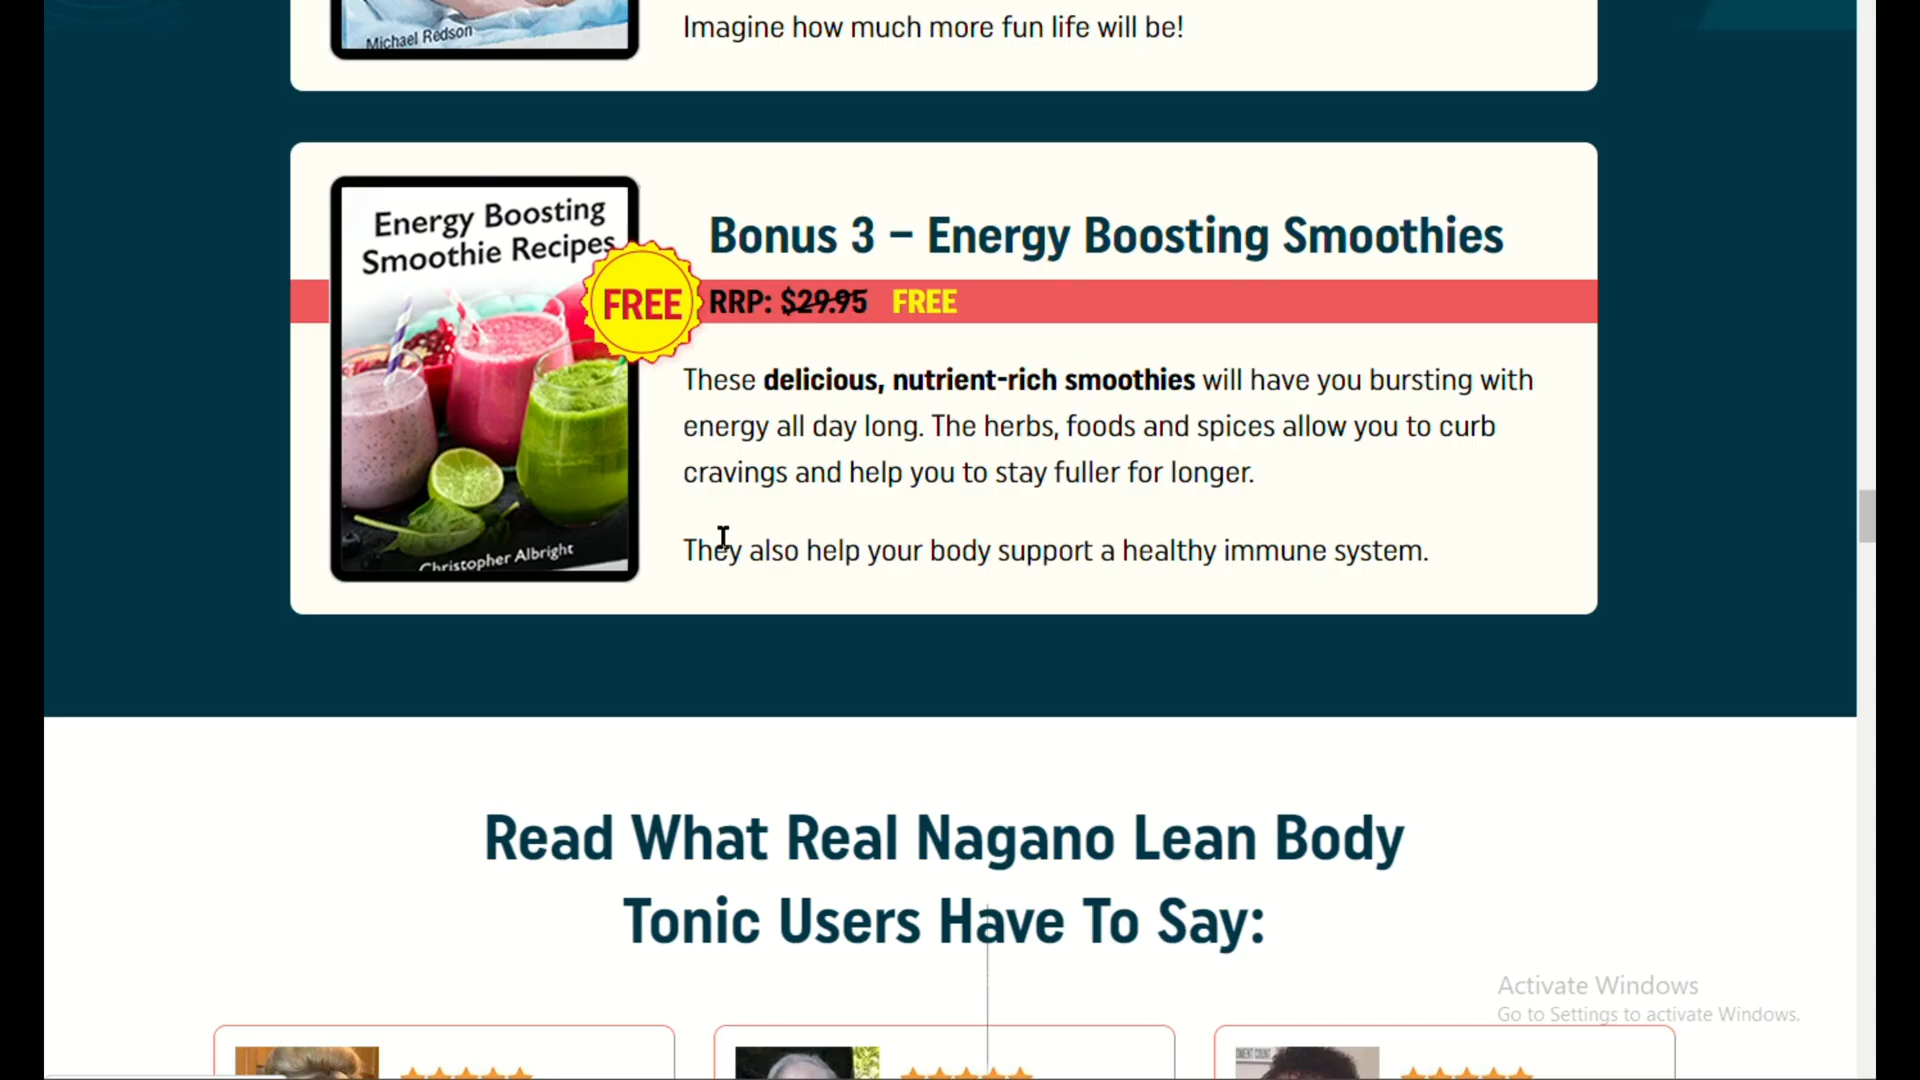 Michael Redson
Imagine how much more fun life will be!
Energy Boosting
Smoothie Recipes
FREE
Christopher Albright
Bonus 3 – Energy Boosting Smoothies
RRP: $29.95 FREE
These delicious, nutrient-rich smoothies will have you bursting with
energy all day long. The herbs, foods and spices allow you to curb
cravings and help you to stay fuller for longer.
They also help your body support a healthy immune system.
Read What Real Nagano Lean Body
Tonic Users Have To Say:
Activate Windows
Go to Settings to activate Windows.